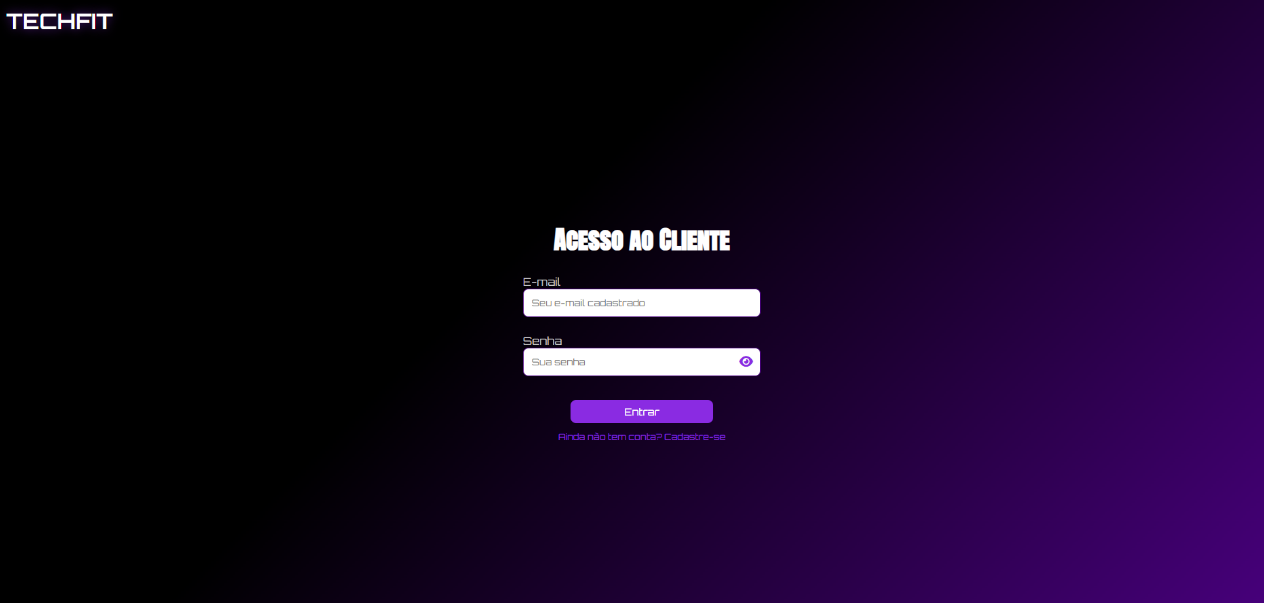 TECHFIT
Acesso ao Cliente
E-mail
Seu e-mail cadastrado
Senha
Sua senha
Entrar
Ainda não tem conta? Cadastre-se